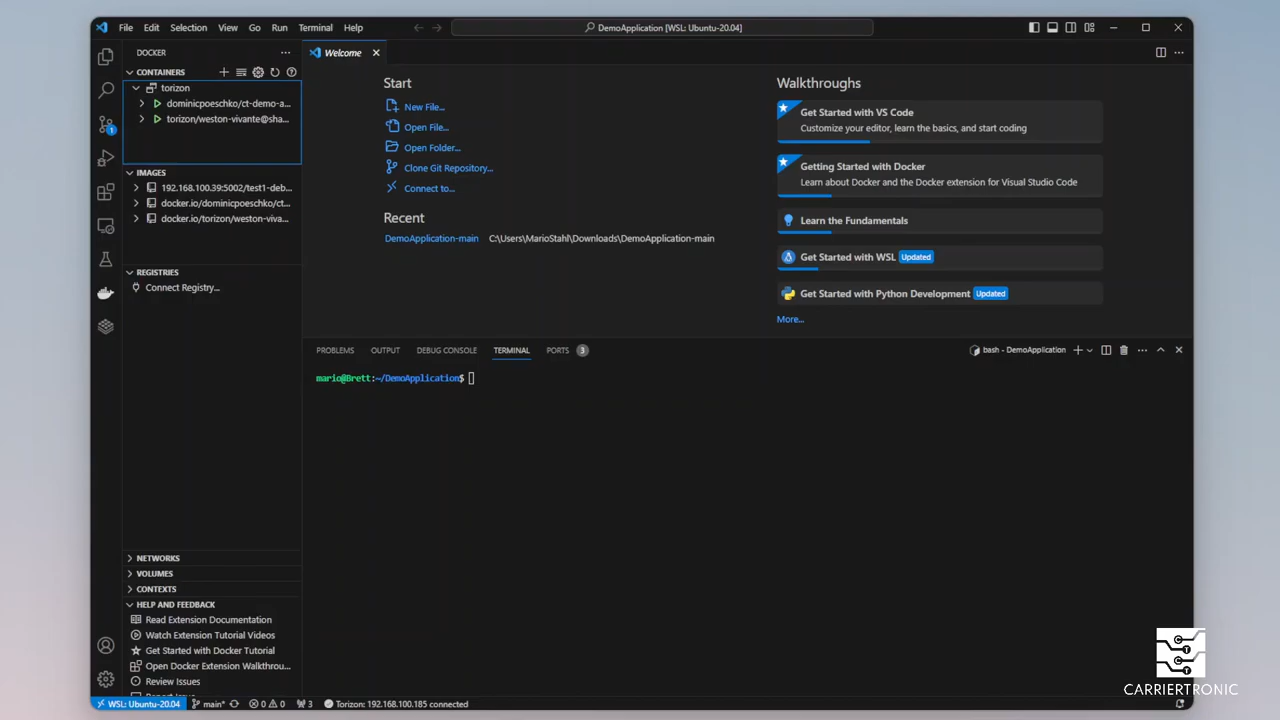 File Edit Selection View Go Run Terminal Help
DemoApplication [WSL: Ubuntu-20.04]
DOCKER
Welcome
CONTAINERS
torizon
dominicpoeschko/ct-demo-a...
torizon/weston-vivante@sha...
IMAGES
192.168.100.39:5002/test1-deb...
docker.io/dominicpoeschko/ct...
docker.io/torizon/weston-viva...
REGISTRIES
Connect Registry...
NETWORKS
VOLUMES
CONTEXTS
HELP AND FEEDBACK
Read Extension Documentation
Watch Extension Tutorial Videos
Get Started with Docker Tutorial
Open Docker Extension Walkthrou...
Review Issues
Start
New File...
Open File...
Open Folder...
Clone Git Repository...
Connect to...
Recent
DemoApplication-main C:\Users\MarioStahl\Downloads\DemoApplication-main
Walkthroughs
Get Started with VS Code
Customize your editor, learn the basics, and start coding
Getting Started with Docker
Learn about Docker and the Docker extension for Visual Studio Code
Learn the Fundamentals
Get Started with WSL Updated
Get Started with Python Development Updated
More...
PROBLEMS OUTPUT DEBUG CONSOLE TERMINAL PORTS 3
bash - DemoApplication
mario@Brett:~/DemoApplication$
1
WSL: Ubuntu-20.04 main* 0 0 3 Torizon: 192.168.100.185 connected
CARRIERTRONIC